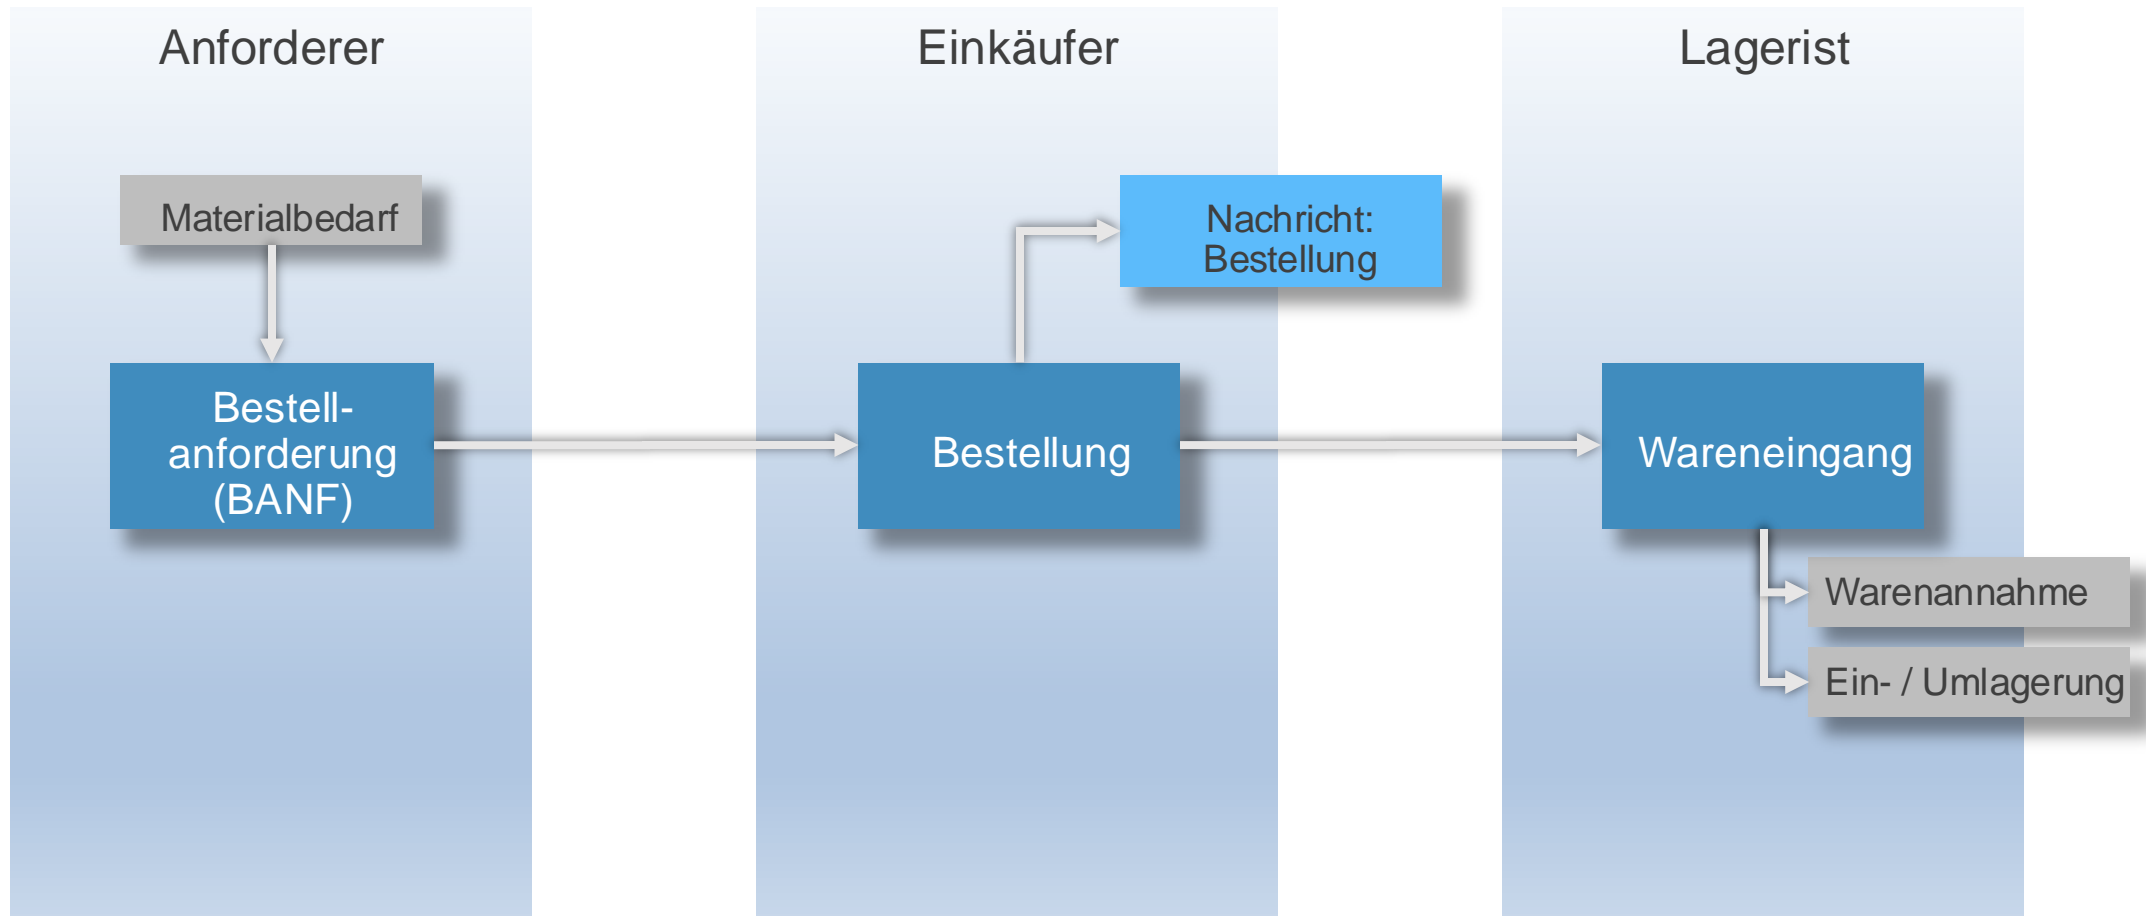 Anforderer
Einkäufer
Lagerist
Materialbedarf
Nachricht:
Bestellung
Bestell-
anforderung
(BANF)
Bestellung
Wareneingang
Warenannahme
Ein- / Umlagerung